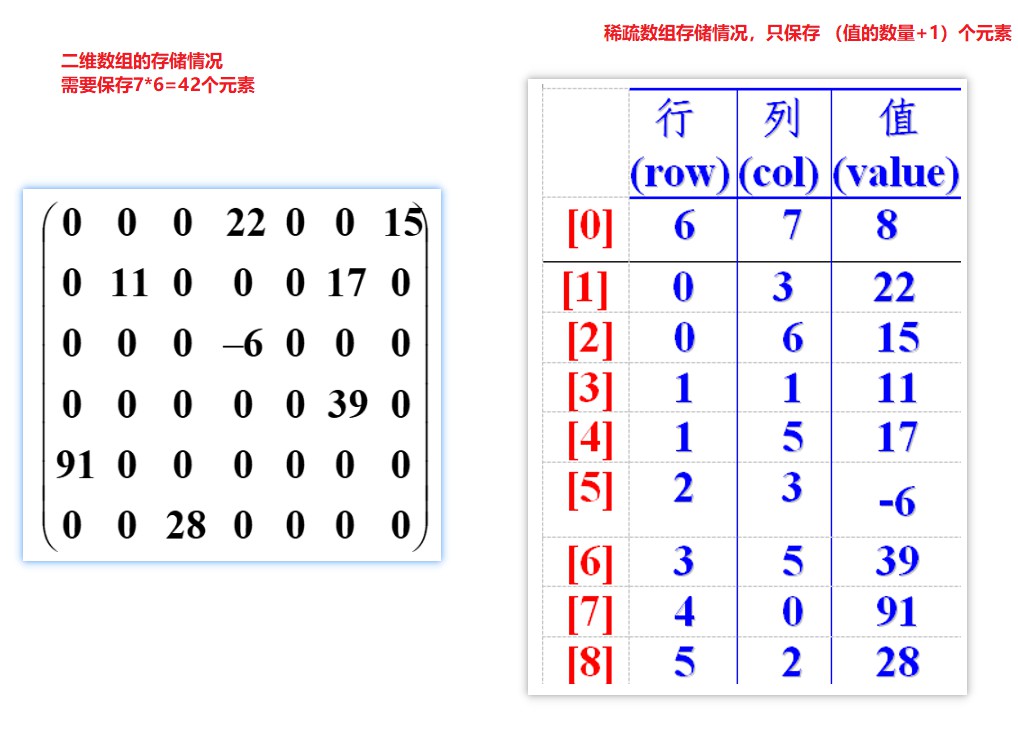 二维数组的存储情况
需要保存7*6=42个元素
0 0 0 22 0 0 15
0 11 0 0 0 17 0
0 0 0 –6 0 0 0
0 0 0 0 0 39 0
91 0 0 0 0 0 0
0 0 28 0 0 0 0
稀疏数组存储情况，只保存 （值的数量+1）个元素
行 列 值
(row) (col) (value)
[0] 6 7 8
[1] 0 3 22
[2] 0 6 15
[3] 1 1 11
[4] 1 5 17
[5] 2 3 -6
[6] 3 5 39
[7] 4 0 91
[8] 5 2 28